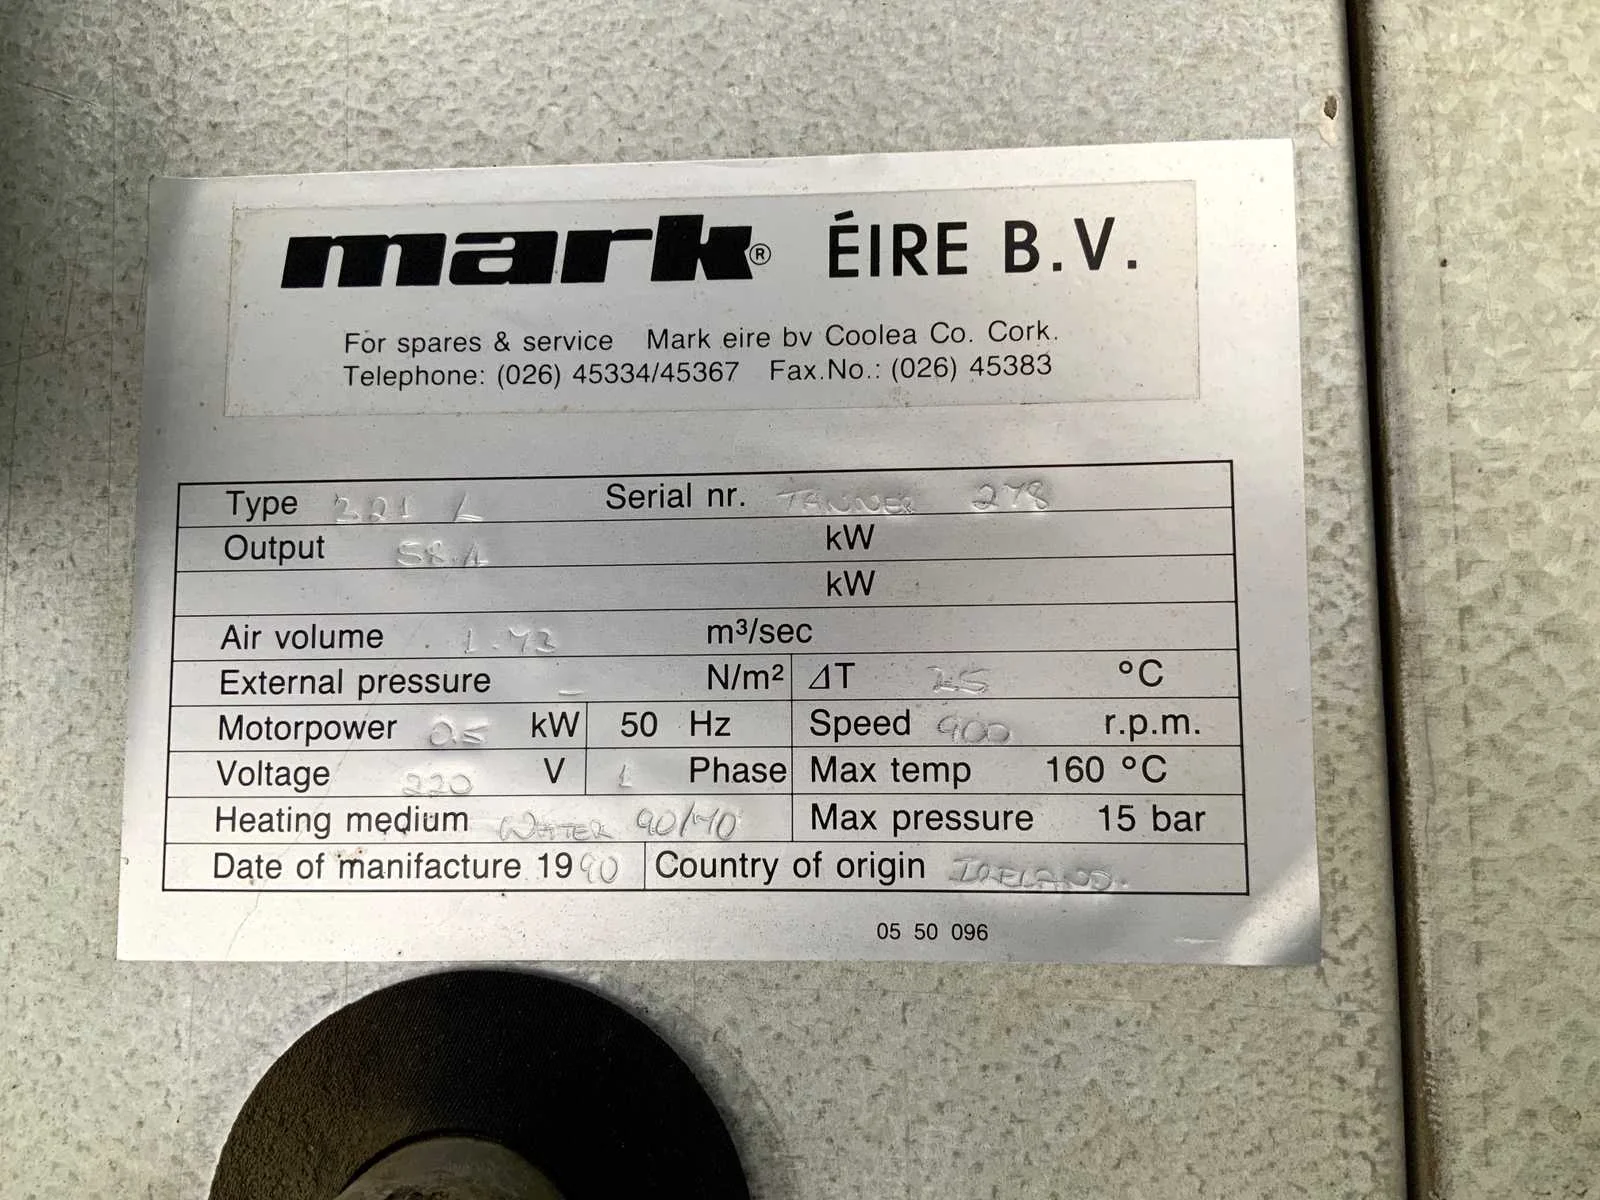 mark® ÉIRE B.V.
For spares & service Mark eire bv Coolea Co. Cork.
Telephone: (026) 45334/45367 Fax.No.: (026) 45383
Type 321 L Serial nr. TANNER 278
Output 58.1 kW
kW
Air volume 1.73 m³/sec
External pressure – N/m² ΔT 25 °C
Motorpower 0.5 kW 50 Hz Speed 900 r.p.m.
Voltage 220 V 1 Phase Max temp 160 °C
Heating medium WATER 90/70 Max pressure 15 bar
Date of manifacture 1990 Country of origin IRELAND.
05 50 096